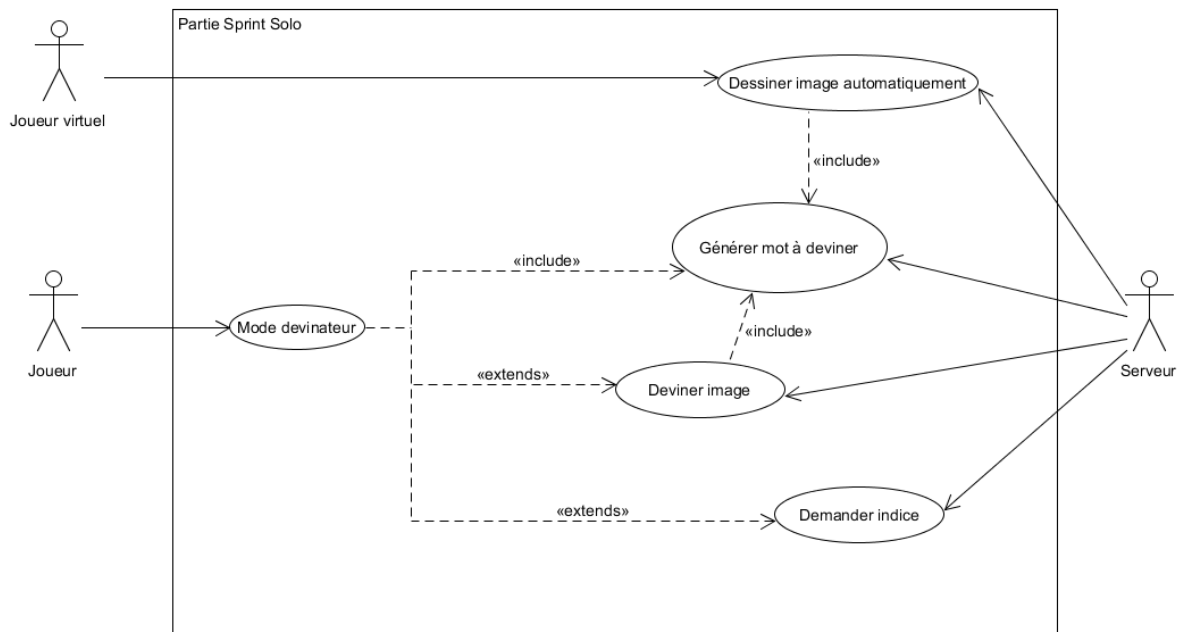 Partie Sprint Solo
Joueur virtuel
Dessiner image automatiquement
«include»
Générer mot à deviner
«include»
Joueur
Mode devinateur
«include»
«extends»
Deviner image
Serveur
«extends»
Demander indice